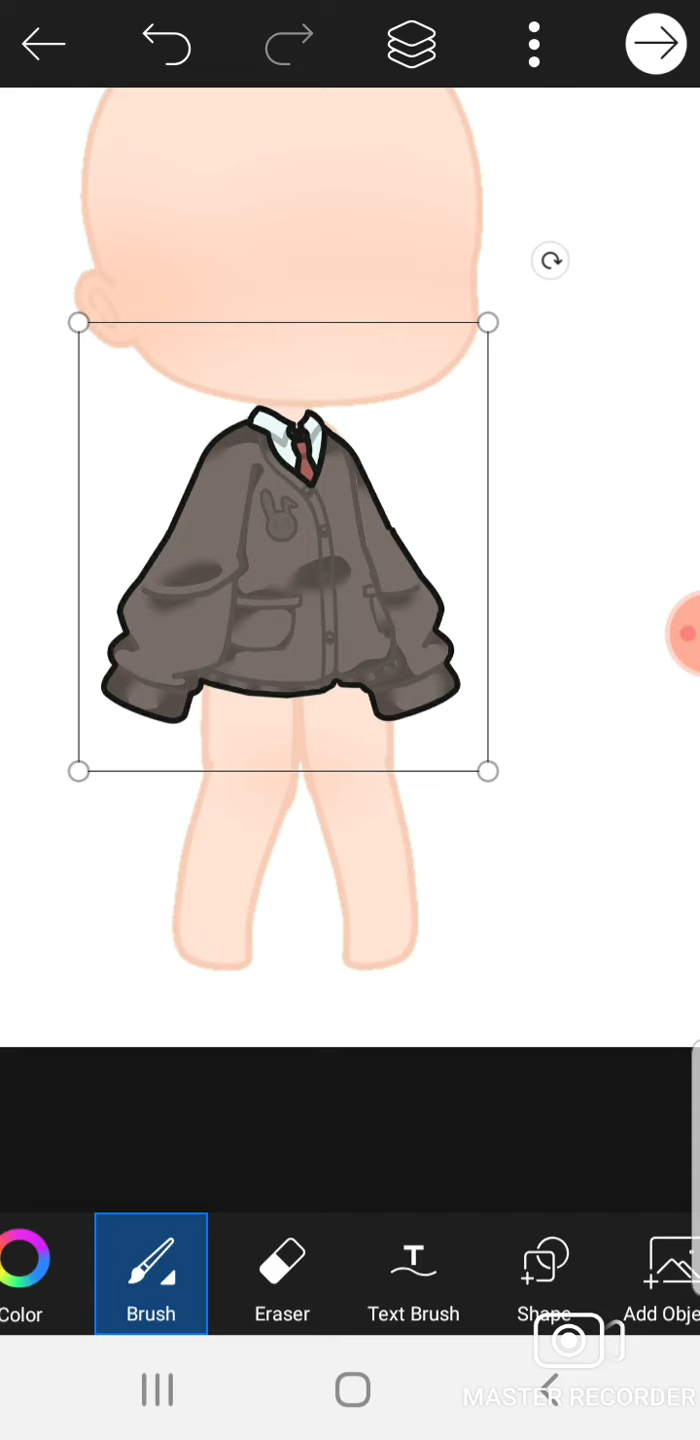 Color
Brush
Eraser
Text Brush
Shape
Add Obje
T
MASTER RECORDER